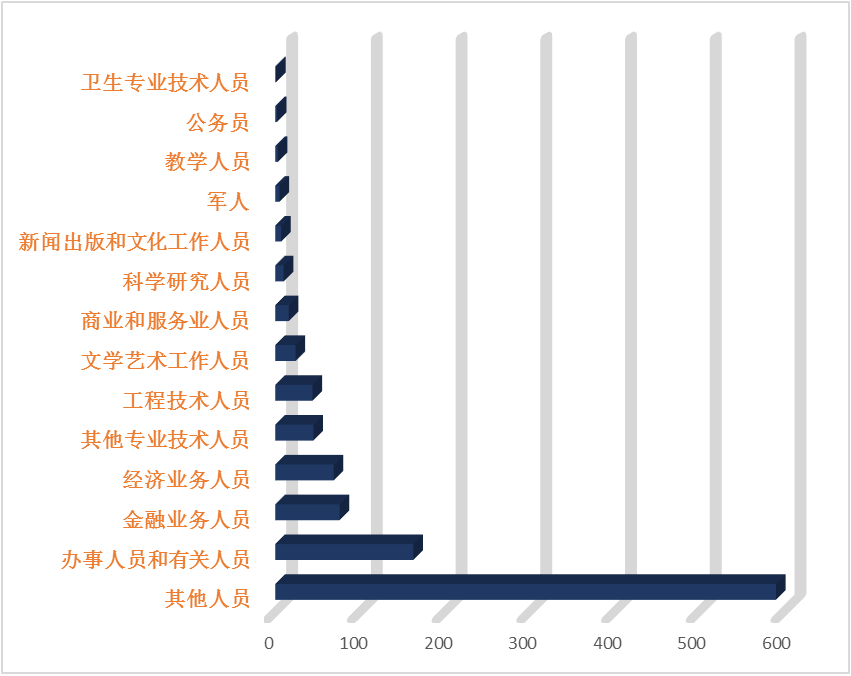 卫生专业技术人员
公务员
教学人员
军人
新闻出版和文化工作人员
科学研究人员
商业和服务业人员
文学艺术工作人员
工程技术人员
其他专业技术人员
经济业务人员
金融业务人员
办事人员和有关人员
其他人员
0 100 200 300 400 500 600